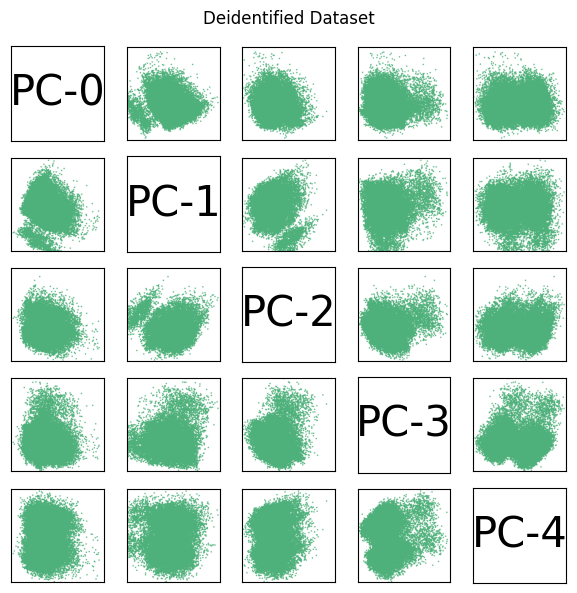 Deidentified Dataset
PC-0
PC-1
PC-2
PC-3
PC-4